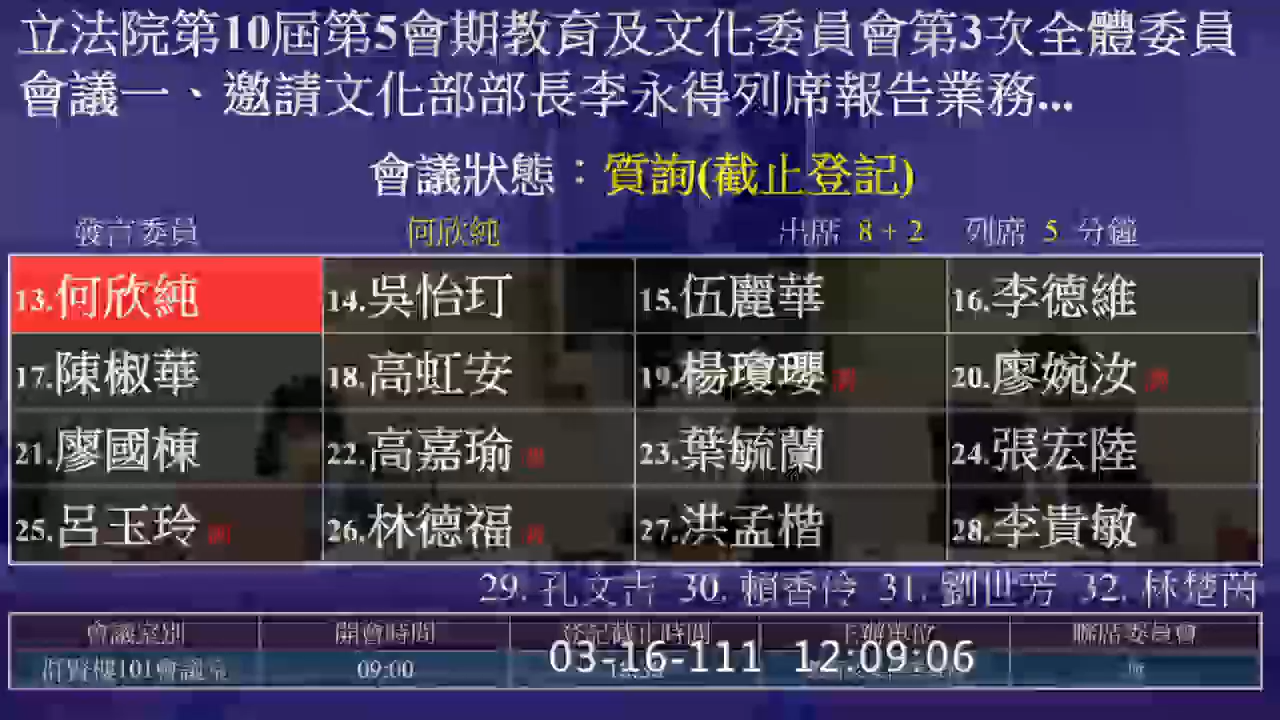 立法院第10屆第5會期教育及文化委員會第3次全體委員
會議一、邀請文化部部長李永得列席報告業務...
會議狀態：質詢(截止登記)
發言委員 何欣純 出席 8 + 2 列席 5 分鐘
13.何欣純 14.吳怡玎 15.伍麗華 16.李德維
17.陳椒華 18.高虹安 19.楊瓊瓔 20.廖婉汝
21.廖國棟 22.高嘉瑜 23.葉毓蘭 24.張宏陸
25.呂玉玲 26.林德福 27.洪孟楷 28.李貴敏
29. 孔文吉 30. 賴香伶 31. 劉世芳 32. 林楚茵
會議室別 開會時間 登記截止時間 主辦單位 聯席委員會
群賢樓101會議室 09:00
03-16-111 12:09:06